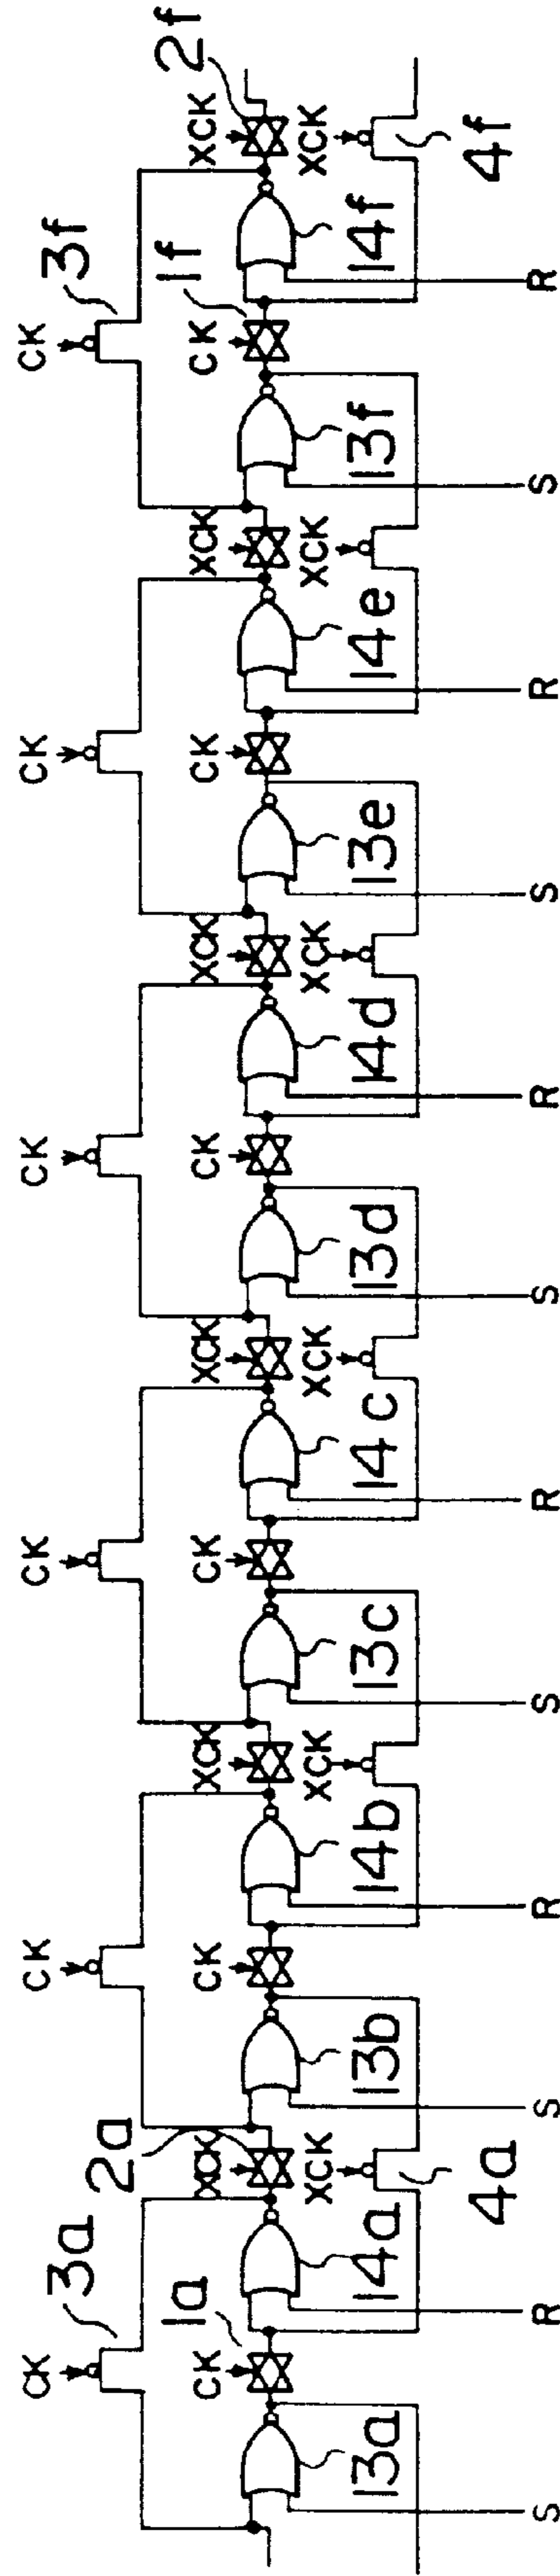 CK 3a CK CK CK CK CK 3f
CK 1a XCK 2a CK XCK CK XCK CK XCK CK XCK CK 1f XCK 2f
XCK XCK XCK XCK XCK XCK
13a 14a 13b 14b 13c 14c 13d 14d 13e 14e 13f 14f
4a 4f
S R S R S R S R S R S R